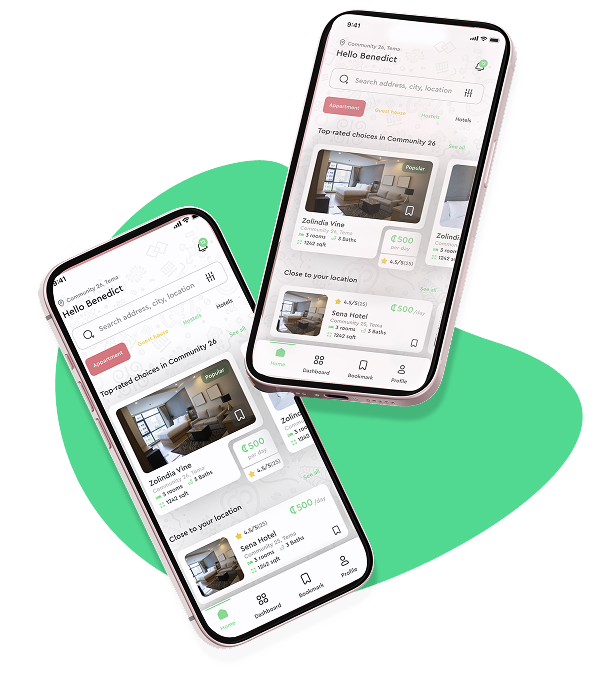 9:41
Community 26, Tema
Hello Benedict
Search address, city, location
Appartment
Guest house
Hostels
Hotels
Top-rated choices in Community 26
See all
Popular
Zolindia Vine
Community 26, Tema
3 rooms
3 Baths
1242 sqft
₵500
per day
4.5/5(25)
Zolindi
3 roo
1242
Close to your location
See all
4.5/5(25)
Sena Hotel
Community 25, Tema
3 rooms
3 Baths
1242 sqft
₵500 /day
Home
Dashboard
Bookmark
Profile
9:41
Community 26, Tema
Hello Benedict
Search address, city, location
Appartment
Guest house
Hostels
Hotels
Top-rated choices in Community 26
See all
Popular
Zolindia Vine
Community 26, Tema
3 rooms
3 Baths
1242 sqft
₵500
per day
4.5/5(25)
Zolind
Close to your location
See all
4.5/5(25)
Sena Hotel
Community 25, Tema
3 rooms
3 Baths
1242 sqft
₵500 /day
Home
Dashboard
Bookmark
Profile